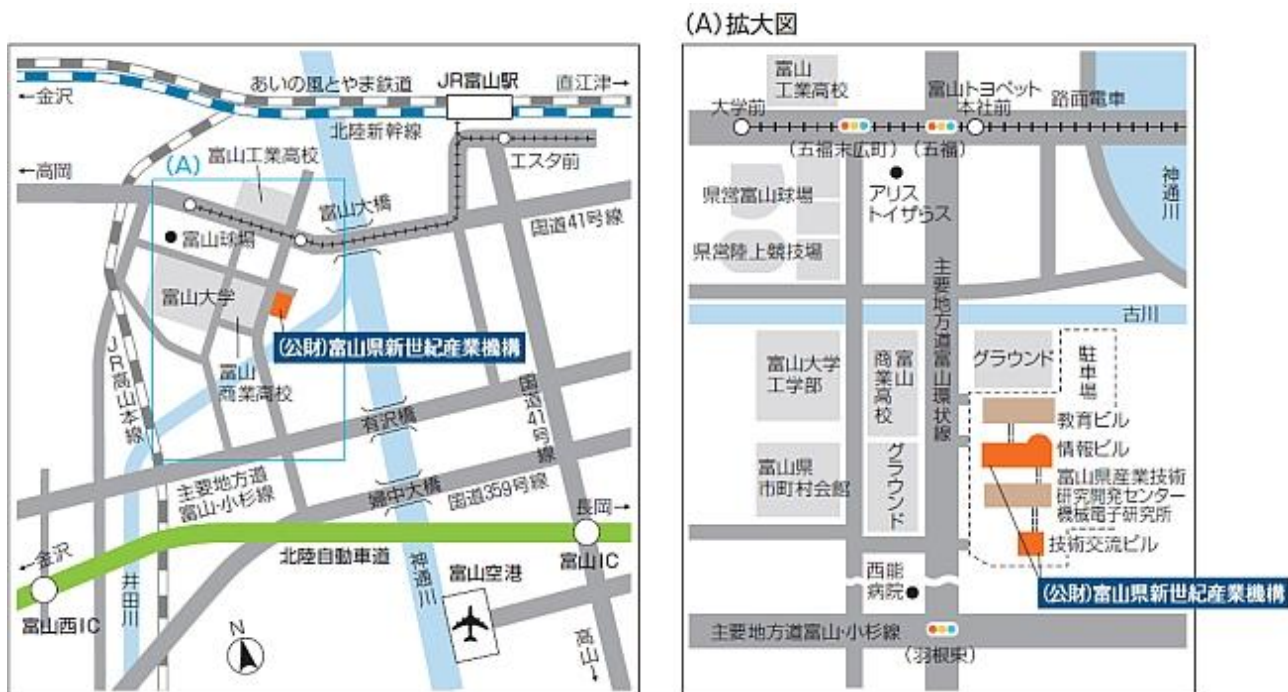 あいの風とやま鉄道
JR富山駅
直江津→
←金沢
北陸新幹線
(A)
富山工業高校
エスタ前
←高岡
富山大橋
国道41号線
富山球場
富山大学
(公財)富山県新世紀産業機構
JR高山本線
富山
商業高校
有沢橋
国道41号線
主要地方道
富山・小杉線
婦中大橋
国道359号線
長岡→
←金沢
北陸自動車道
富山IC
井田川
神通川
富山空港
富山西IC
N
高山→
(A)拡大図
富山
工業高校
大学前
富山トヨペット
本社前
路面電車
(五福末広町)
(五福)
県営富山球場
アリス
トイザらス
神通川
県営陸上競技場
主要地方道富山環状線
古川
富山大学
工学部
富山
商業高校
グラウンド
駐車場
教育ビル
情報ビル
富山県
市町村会館
グラウンド
富山県産業技術
研究開発センター
機械電子研究所
技術交流ビル
西能
病院
(公財)富山県新世紀産業機構
主要地方道富山・小杉線
(羽根東)